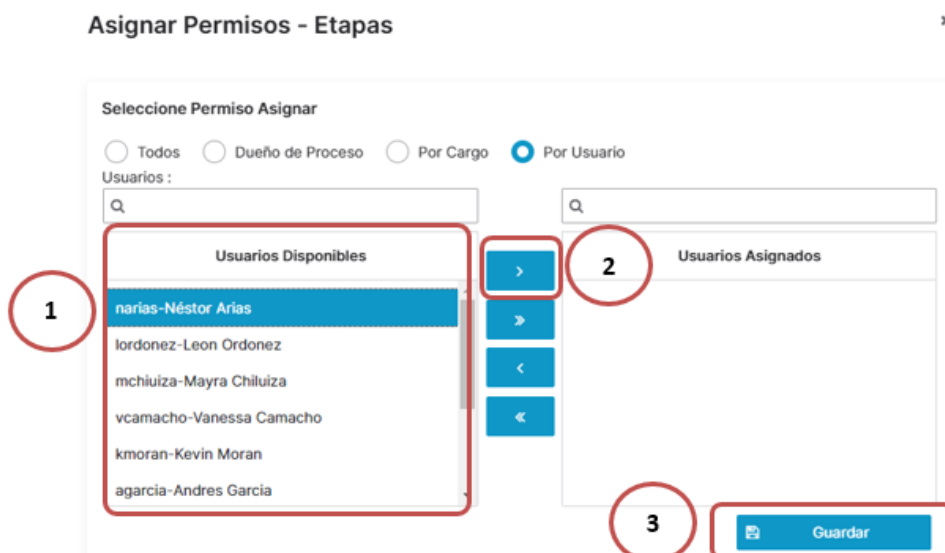 Asignar Permisos - Etapas
Seleccione Permiso Asignar
Todos Dueño de Proceso Por Cargo Por Usuario
Usuarios :
Usuarios Disponibles
Usuarios Asignados
narias-Néstor Arias
lordonez-Leon Ordonez
mchiuiza-Mayra Chiluiza
vcamacho-Vanessa Camacho
kmoran-Kevin Moran
agarcia-Andres Garcia
1
>
2
»
<
«
3
Guardar